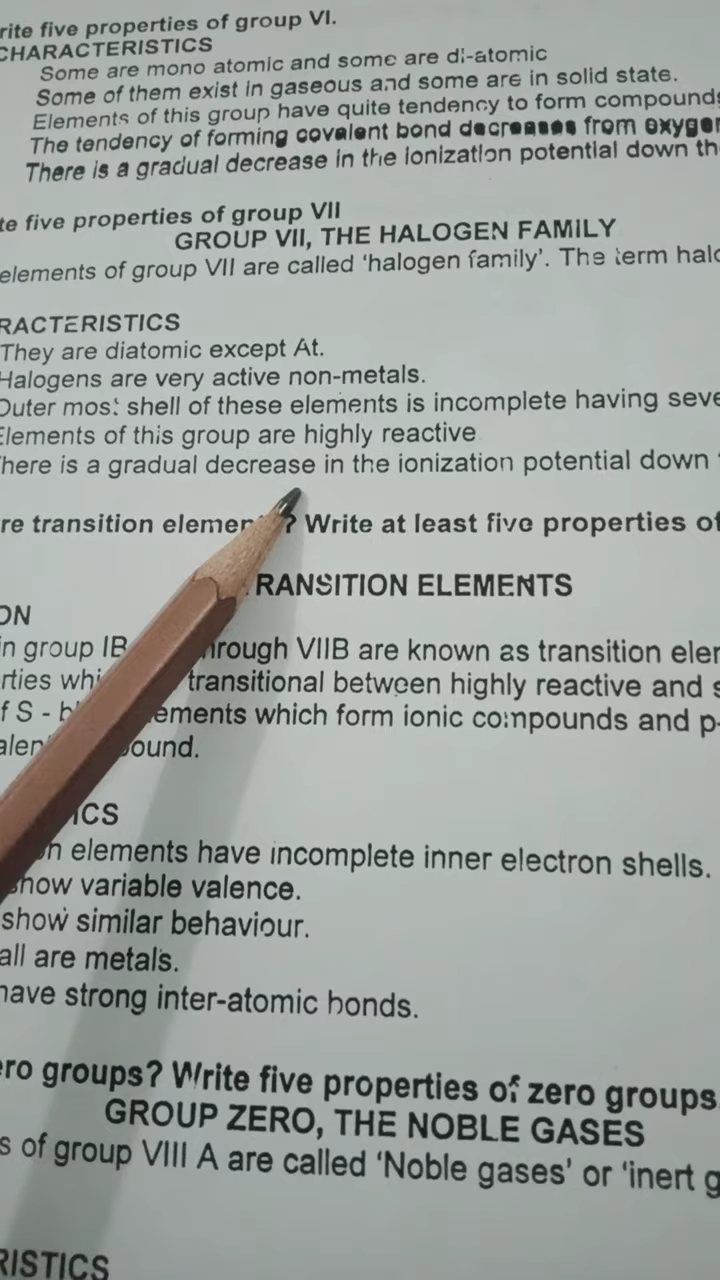 rite five properties of group VI.
CHARACTERISTICS
Some are mono atomic and some are di-atomic
Some of them exist in gaseous and some are in solid state.
Elements of this group have quite tendency to form compounds
The tendency of forming covalent bond decreases from oxygen
There is a gradual decrease in the ionization potential down th
te five properties of group VII
GROUP VII, THE HALOGEN FAMILY
elements of group VII are called 'halogen family'. The term halo
RACTERISTICS
They are diatomic except At.
Halogens are very active non-metals.
Outer most shell of these elements is incomplete having seve
Elements of this group are highly reactive
here is a gradual decrease in the ionization potential down
re transition elemen ? Write at least five properties of
RANSITION ELEMENTS
ON
in group IB hrough VIIB are known as transition elem
rties whi transitional between highly reactive and s
f S - b ements which form ionic compounds and p-
alen ound.
ICS
n elements have incomplete inner electron shells.
show variable valence.
show similar behaviour.
all are metals.
have strong inter-atomic bonds.
ero groups? Write five properties of zero groups
GROUP ZERO, THE NOBLE GASES
s of group VIII A are called 'Noble gases' or 'inert g
RISTICS